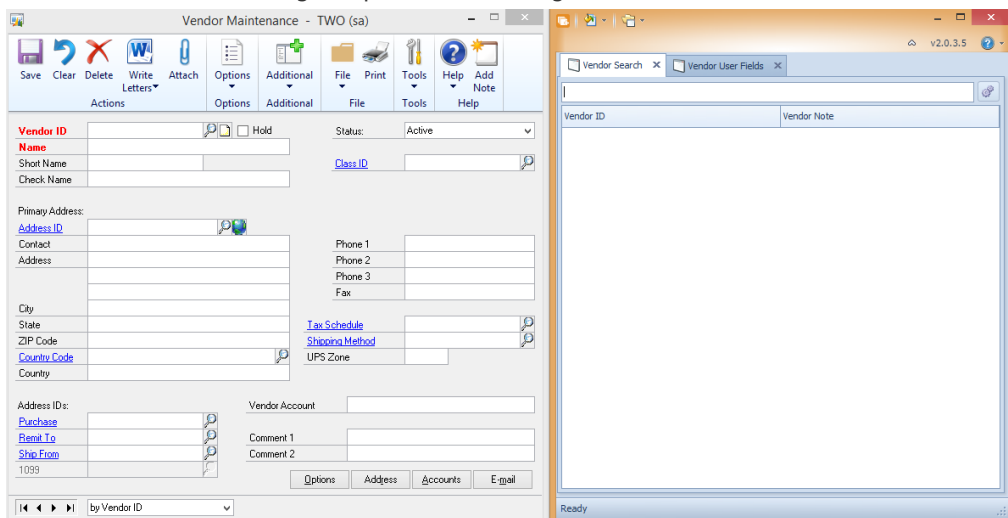 Vendor Maintenance - TWO (sa)
Save Clear Delete Write Letters Attach Options Additional File Print Tools Help Add Note
Actions Options Additional File Tools Help
Vendor ID Hold Status: Active
Name
Short Name Class ID
Check Name
Primary Address:
Address ID
Contact Phone 1
Address Phone 2
Phone 3
Fax
City
State Tax Schedule
ZIP Code Shipping Method
Country Code UPS Zone
Country
Address IDs: Vendor Account
Purchase
Remit To Comment 1
Ship From Comment 2
1099
Options Address Accounts E-mail
by Vendor ID
v2.0.3.5
Vendor Search Vendor User Fields
Vendor ID Vendor Note
Ready